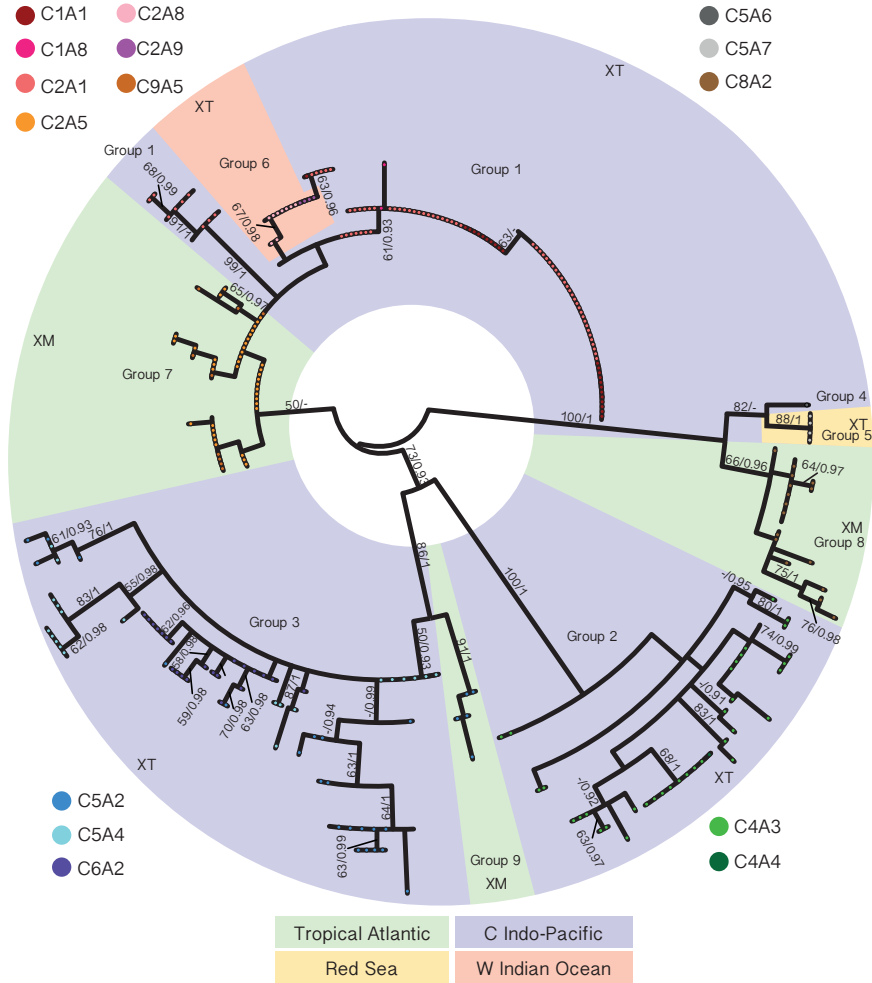 C1A1
C2A8
C1A8
C2A9
C2A1
C9A5
C2A5
C5A6
C5A7
C8A2
XT
XT
Group 1
68/0.99
91/1
99/1
Group 6
67/0.98
63/0.96
Group 1
61/0.93
63/-
65/0.97
XM
Group 7
50/-
100/1
82/-
Group 4
88/1
XT
Group 5
66/0.96
64/0.97
XM
Group 8
75/1
76/0.98
73/0.93
86/1
100/1
61/0.93
76/1
83/1
55/0.98
62/0.98
62/0.96
58/0.98
59/0.98
70/0.98
63/0.98
87/1
Group 3
50/0.93
91/1
-/0.99
-/0.94
63/1
64/1
63/0.99
XT
Group 2
-/0.95
80/1
74/0.99
-/0.91
83/1
68/1
-/0.92
63/0.97
XT
C5A2
C5A4
C6A2
Group 9
XM
C4A3
C4A4
Tropical Atlantic
C Indo-Pacific
Red Sea
W Indian Ocean